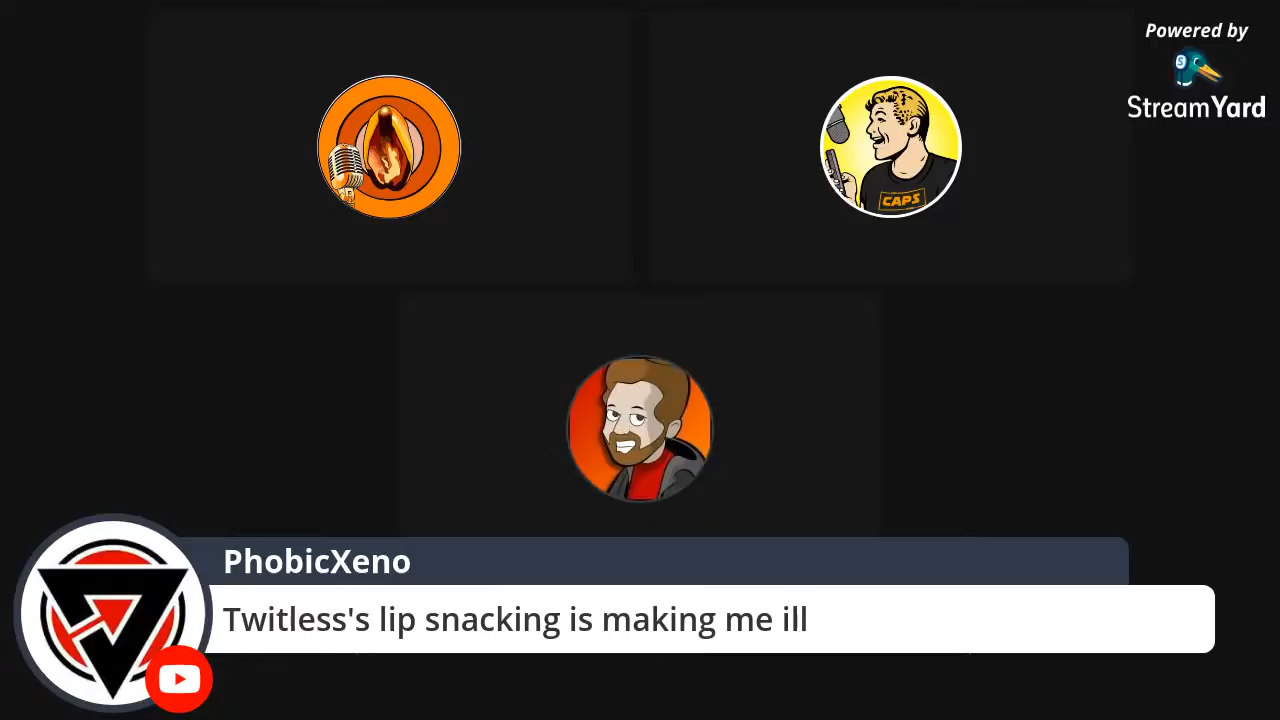 Powered by
StreamYard
CAPS
PhobicXeno
Twitless's lip snacking is making me ill